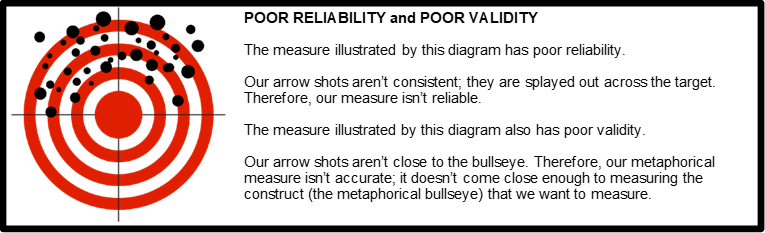 POOR RELIABILITY and POOR VALIDITY
The measure illustrated by this diagram has poor reliability.
Our arrow shots aren't consistent; they are splayed out across the target.
Therefore, our measure isn't reliable.
The measure illustrated by this diagram also has poor validity.
Our arrow shots aren't close to the bullseye. Therefore, our metaphorical
measure isn't accurate; it doesn't come close enough to measuring the
construct (the metaphorical bullseye) that we want to measure.